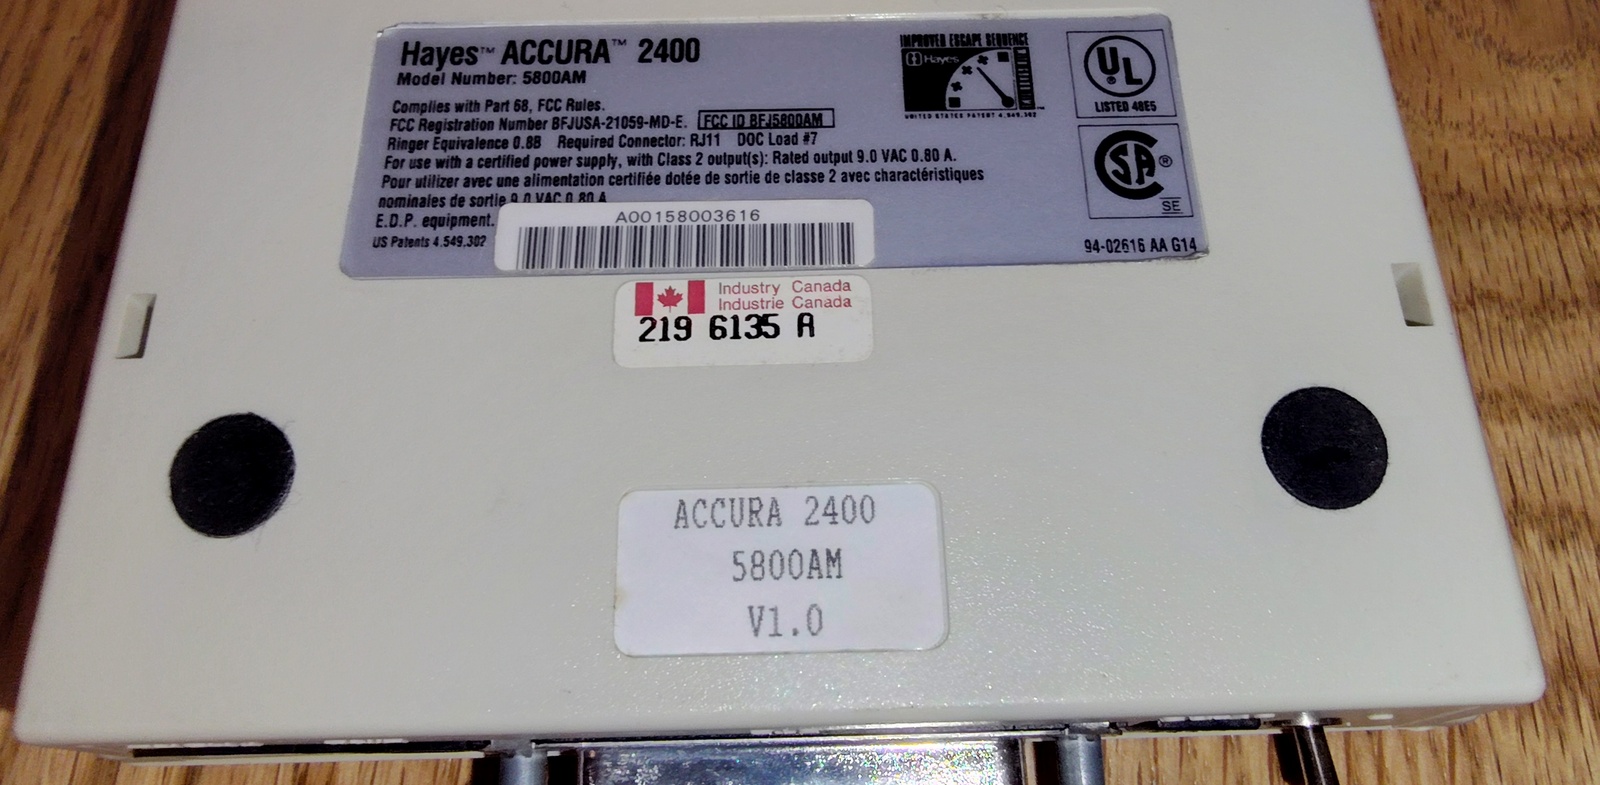 Hayes™ ACCURA™ 2400
Model Number: 5800AM
Complies with Part 68, FCC Rules.
FCC Registration Number BFJUSA-21059-MD-E. FCC ID BFJ5800AM
Ringer Equivalence 0.8B Required Connector: RJ11 DOC Load #7
For use with a certified power supply, with Class 2 output(s): Rated output 9.0 VAC 0.80 A.
Pour utilizer avec une alimentation certifiée dotée de sortie de classe 2 avec charactéristiques
nominales de sortie 9.0 VAC 0.80 A
E.D.P. equipment.
US Patents 4,549,302
IMPROVED ESCAPE SEQUENCE
Hayes
UNITED STATES PATENT 4,549,302
UL®
LISTED 48E5
CSA®
SE
94-02616 AA G14
A00158003616
Industry Canada
Industrie Canada
219 6135 A
ACCURA 2400
5800AM
V1.0